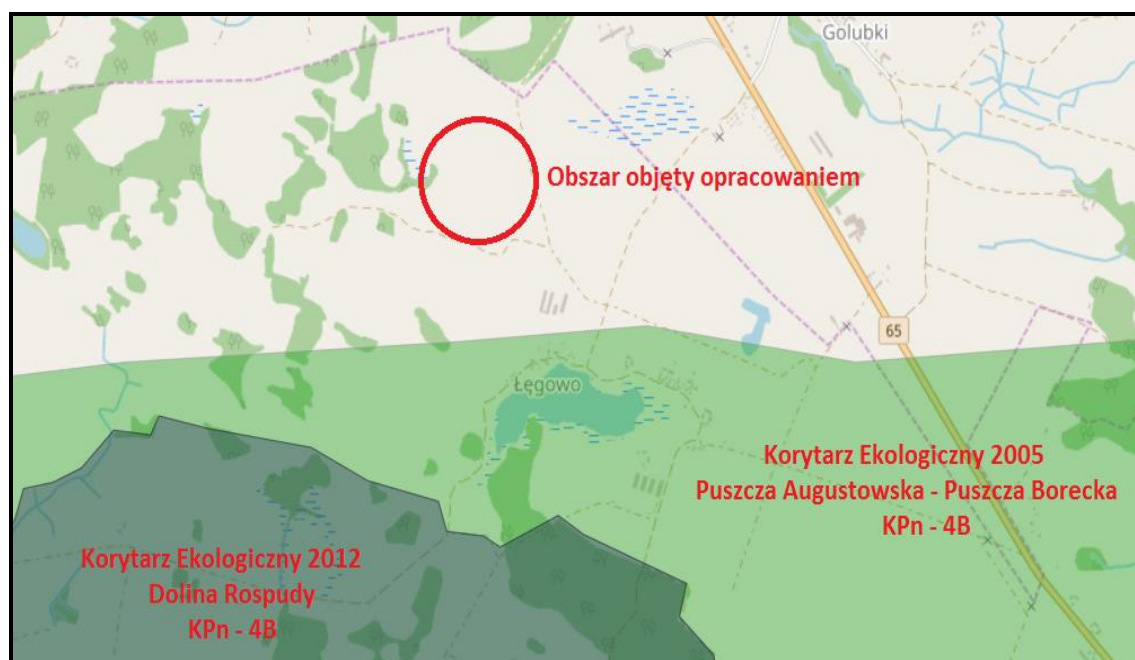 Golubki
Obszar objęty opracowaniem
65
Łęgowo
Korytarz Ekologiczny 2005
Puszcza Augustowska - Puszcza Borecka
KPn - 4B
Korytarz Ekologiczny 2012
Dolina Rospudy
KPn - 4B